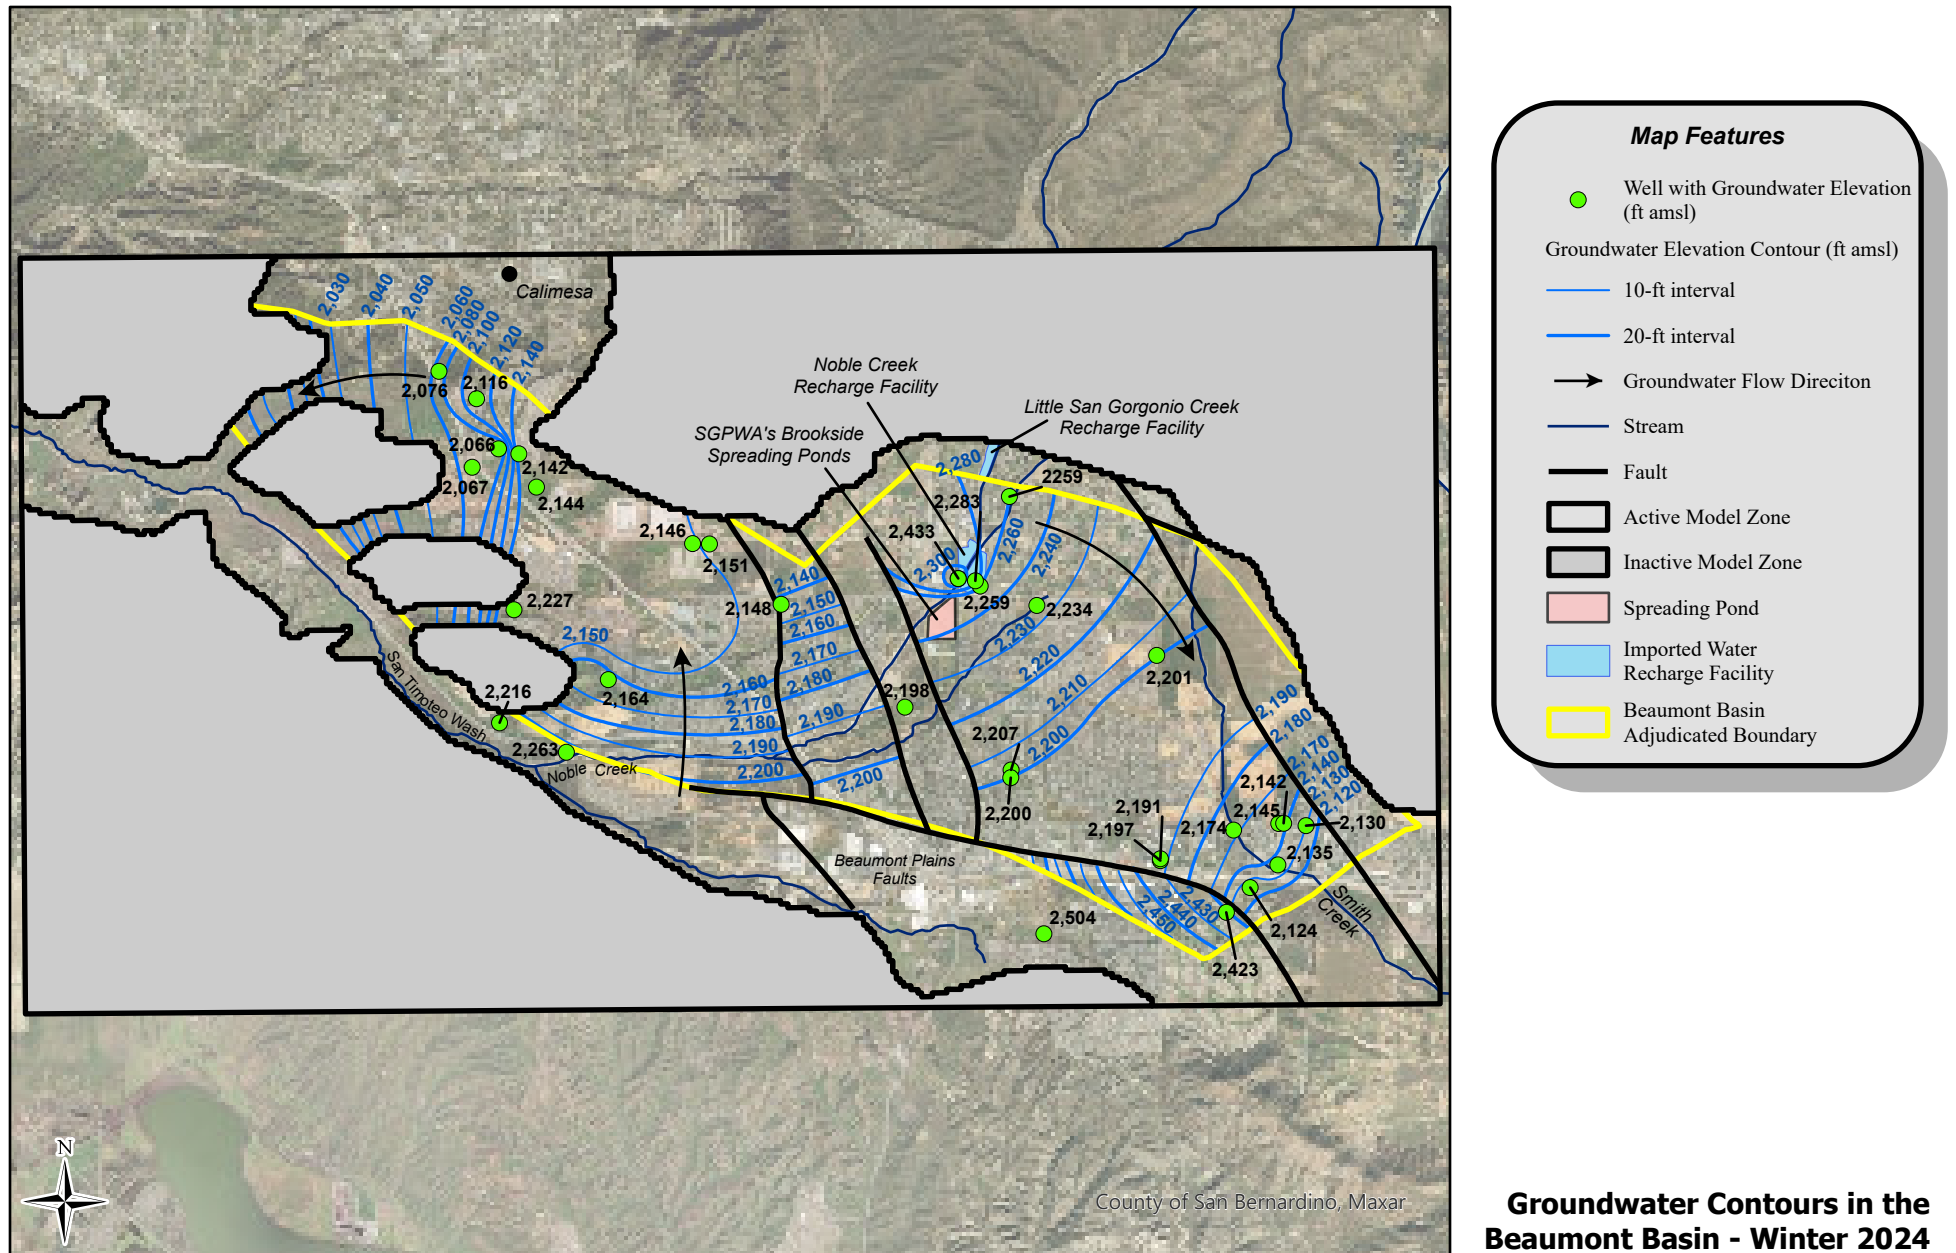 Calimesa
2,030
2,040
2,050
2,060
2,080
2,100
2,120
2,140
2,076
2,116
2,066
2,067
2,142
2,144
Noble Creek
Recharge Facility
SGPWA's Brookside
Spreading Ponds
Little San Gorgonio Creek
Recharge Facility
2,280
2259
2,283
2,433
2,260
2,240
2,300
2,146
2,151
2,148
2,140
2,150
2,160
2,170
2,180
2,190
2,200
2,259
2,234
2,230
2,220
2,210
2,200
2,201
2,227
2,150
2,164
2,160
2,170
2,180
2,190
2,200
2,198
2,216
2,263
San Timoteo Wash
Noble Creek
2,207
2,200
2,190
2,180
2,170
2,140
2,130
2,120
2,142
2,145
2,130
2,191
2,197
2,174
2,135
Beaumont Plains
Faults
2,430
2,440
2,450
2,504
2,124
2,423
Smith
Creek
N
County of San Bernardino, Maxar
Map Features
Well with Groundwater Elevation
(ft amsl)
Groundwater Elevation Contour (ft amsl)
10-ft interval
20-ft interval
Groundwater Flow Direciton
Stream
Fault
Active Model Zone
Inactive Model Zone
Spreading Pond
Imported Water
Recharge Facility
Beaumont Basin
Adjudicated Boundary
Groundwater Contours in the
Beaumont Basin - Winter 2024